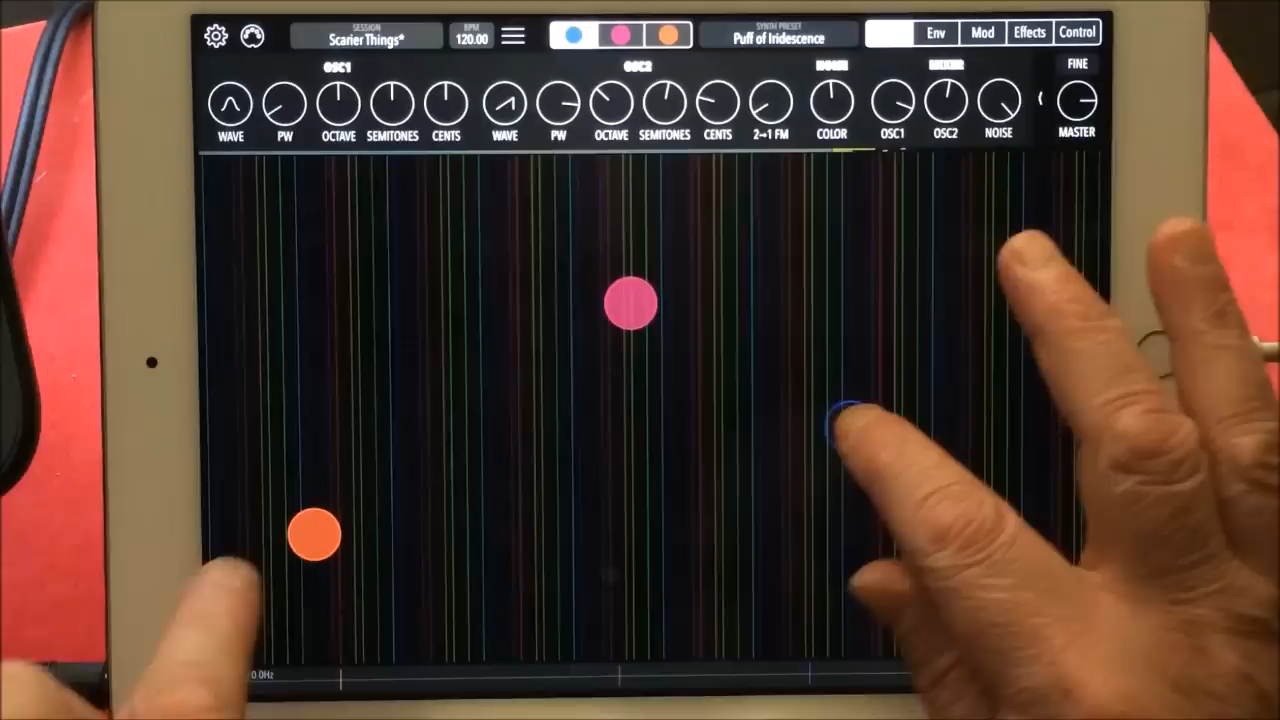 SESSION
Scarier Things*
BPM
120.00
SYNTH PRESET
Puff of Iridescence
Env
Mod
Effects
Control
OSC1
OSC2
NOISE
MIXER
FINE
WAVE
PW
OCTAVE
SEMITONES
CENTS
WAVE
PW
OCTAVE
SEMITONES
CENTS
2→1 FM
COLOR
OSC1
OSC2
NOISE
MASTER
0.0Hz